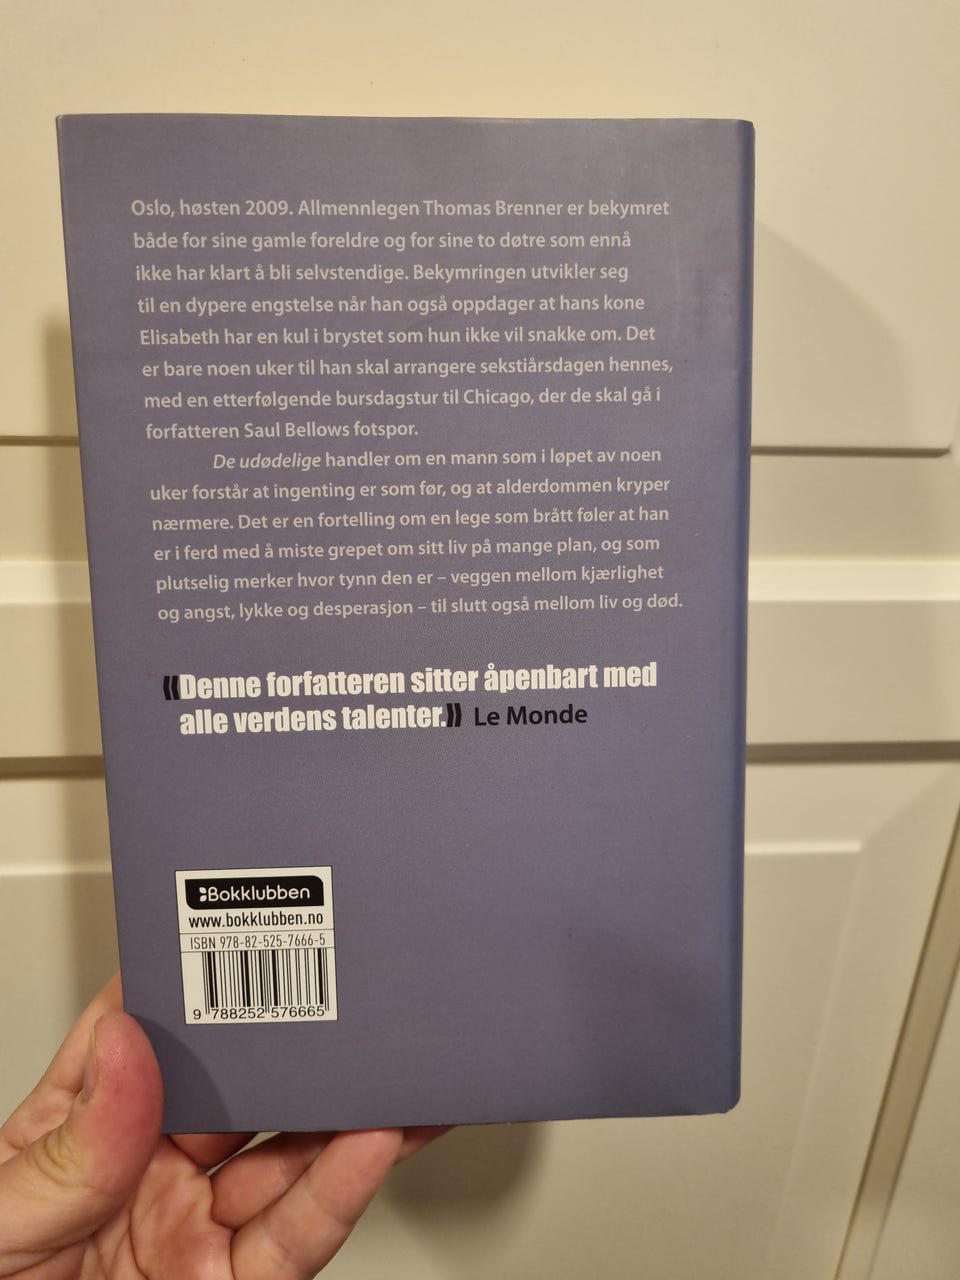 Oslo, høsten 2009. Allmennlegen Thomas Brenner er bekymret
både for sine gamle foreldre og for sine to døtre som ennå
ikke har klart å bli selvstendige. Bekymringen utvikler seg
til en dypere engstelse når han også oppdager at hans kone
Elisabeth har en kul i brystet som hun ikke vil snakke om. Det
er bare noen uker til han skal arrangere sekstiårsdagen hennes,
med en etterfølgende bursdagstur til Chicago, der de skal gå i
forfatteren Saul Bellows fotspor.
De udødelige handler om en mann som i løpet av noen
uker forstår at ingenting er som før, og at alderdommen kryper
nærmere. Det er en fortelling om en lege som brått føler at han
er i ferd med å miste grepet om sitt liv på mange plan, og som
plutselig merker hvor tynn den er – veggen mellom kjærlighet
og angst, lykke og desperasjon – til slutt også mellom liv og død.
«Denne forfatteren sitter åpenbart med
alle verdens talenter.» Le Monde
Bokklubben
www.bokklubben.no
ISBN 978-82-525-7666-5
9 788252 576665